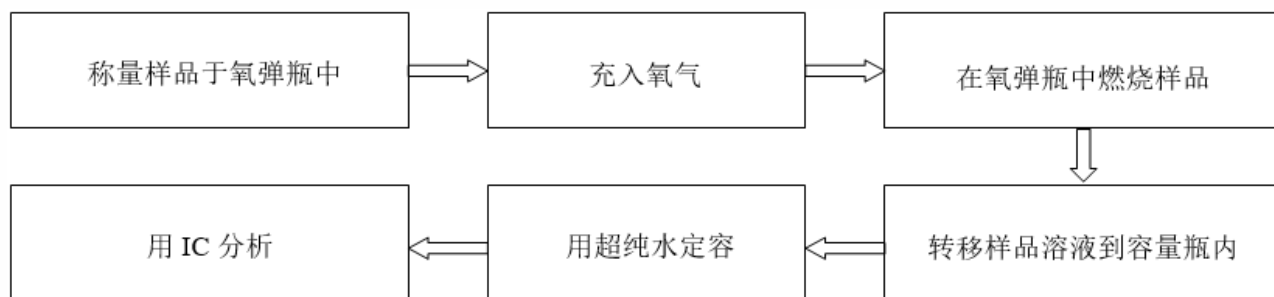 称量样品于氧弹瓶中
充入氧气
在氧弹瓶中燃烧样品
转移样品溶液到容量瓶内
用超纯水定容
用 IC 分析